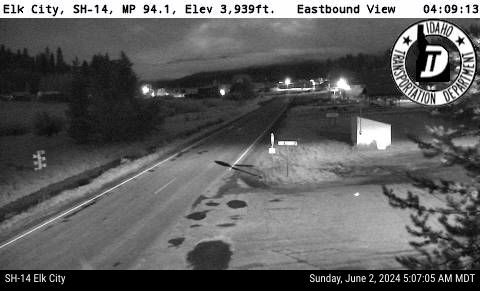 Elk City, SH-14, MP 94.1, Elev 3,939ft. Eastbound View 04:09:13
IDAHO
TRANSPORTATION DEPARTMENT
SH-14 Elk City Sunday, June 2, 2024 5:07:05 AM MDT